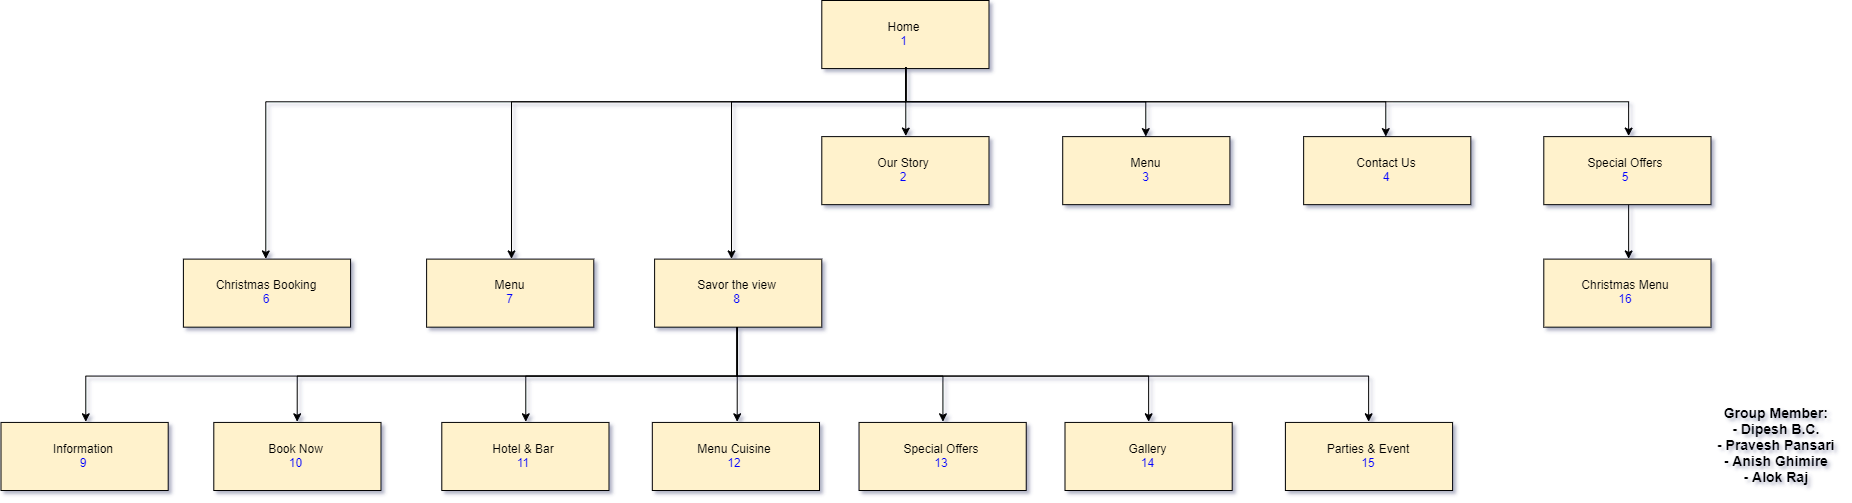 Home
1
Our Story
2
Menu
3
Contact Us
4
Special Offers
5
Christmas Booking
6
Menu
7
Savor the view
8
Christmas Menu
16
Information
9
Book Now
10
Hotel & Bar
11
Menu Cuisine
12
Special Offers
13
Gallery
14
Parties & Event
15
Group Member:
- Dipesh B.C.
- Pravesh Pansari
- Anish Ghimire
- Alok Raj